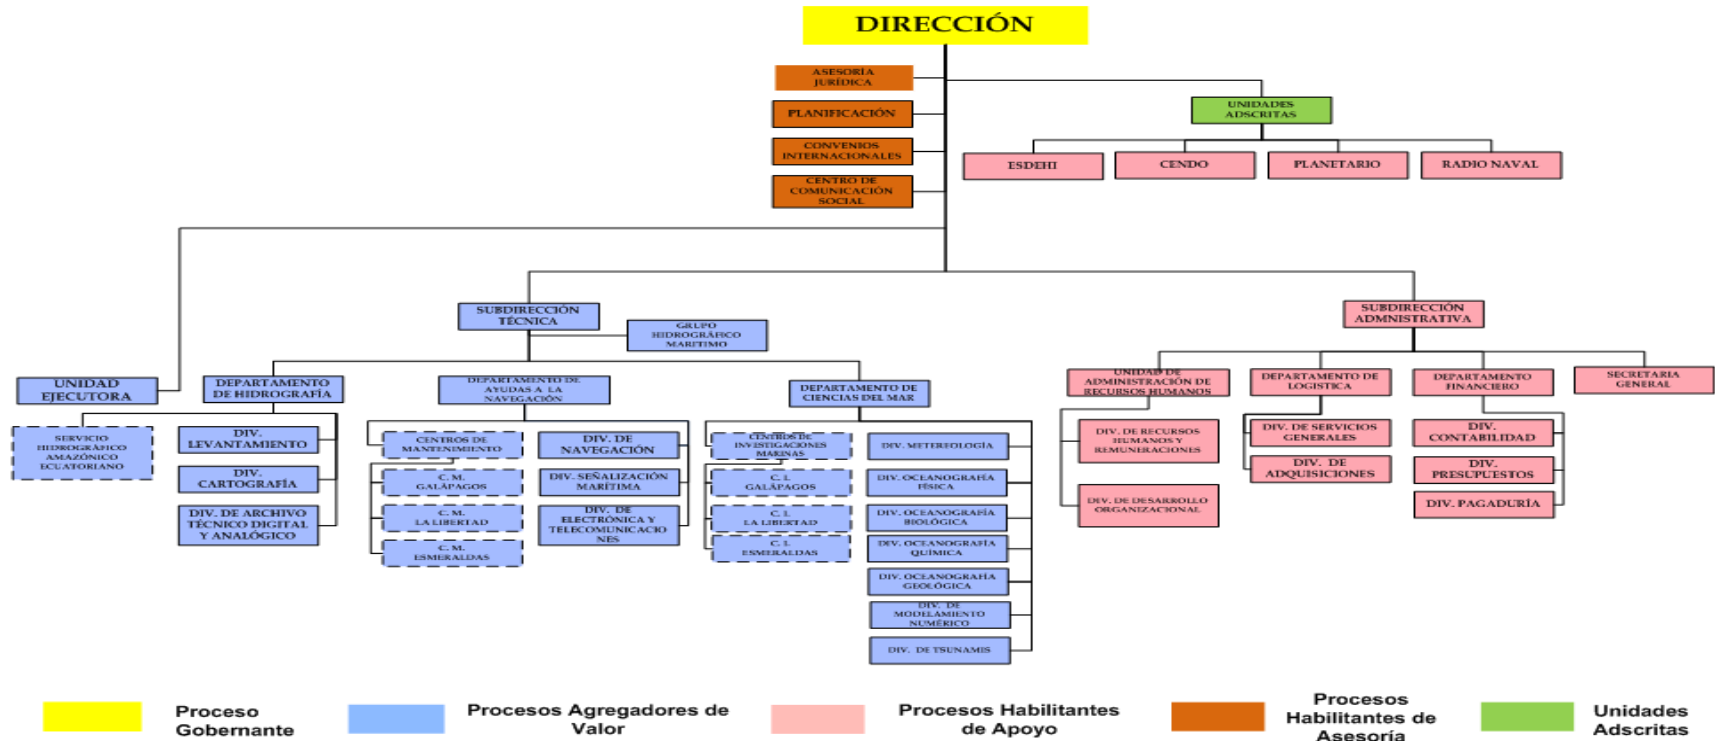 DIRECCIÓN
ASESORÍA
JURÍDICA
PLANIFICACIÓN
CONVENIOS
INTERNACIONALES
CENTRO DE
COMUNICACIÓN
SOCIAL
UNIDADES
ADSCRITAS
ESDEHI
CENDO
PLANETARIO
RADIO NAVAL
SUBDIRECCIÓN
TÉCNICA
GRUPO
HIDROGRÁFICO
MARITIMO
SUBDIRECCIÓN
ADMNISTRATIVA
UNIDAD
EJECUTORA
DEPARTAMENTO
DE HIDROGRAFÍA
DEPARTAMENTO DE
AYUDAS A LA
NAVEGACIÓN
DEPARTAMENTO DE
CIENCIAS DEL MAR
UNIDAD DE
ADMINISTRACIÓN DE
RECURSOS HUMANOS
DEPARTAMENTO DE
LOGISTICA
DEPARTAMENTO
FINANCIERO
SECRETARIA
GENERAL
SERVICIO
HIDROGRÁFICO
AMAZÓNICO
ECUATORIANO
DIV.
LEVANTAMIENTO
DIV.
CARTOGRAFÍA
DIV. DE ARCHIVO
TÉCNICO DIGITAL
Y ANALÓGICO
CENTROS DE
MANTENIMIENTO
C. M.
GALÁPAGOS
C. M.
LA LIBERTAD
C. M.
ESMERALDAS
DIV. DE
NAVEGACIÓN
DIV. SEÑALIZACIÓN
MARÍTIMA
DIV. DE
ELECTRÓNICA Y
TELECOMUNICACIO
NES
CENTROS DE
INVESTIGACIONES
MARINAS
C. I.
GALÁPAGOS
C. I.
LA LIBERTAD
C. I.
ESMERALDAS
DIV. METEREOLOGÍA
DIV. OCEANOGRAFÍA
FÍSICA
DIV. OCEANOGRAFÍA
BIOLÓGICA
DIV. OCEANOGRAFÍA
QUÍMICA
DIV. OCEANOGRAFÍA
GEOLÓGICA
DIV. DE
MODELAMIENTO
NUMÉRICO
DIV. DE TSUNAMIS
DIV. DE RECURSOS
HUMANOS Y
REMUNERACIONES
DIV. DE DESARROLLO
ORGANIZACIONAL
DIV. DE SERVICIOS
GENERALES
DIV. DE
ADQUISICIONES
DIV.
CONTABILIDAD
DIV.
PRESUPUESTOS
DIV. PAGADURÍA
Proceso
Gobernante
Procesos Agregadores de
Valor
Procesos Habilitantes
de Apoyo
Procesos
Habilitantes de
Asesoría
Unidades
Adscritas